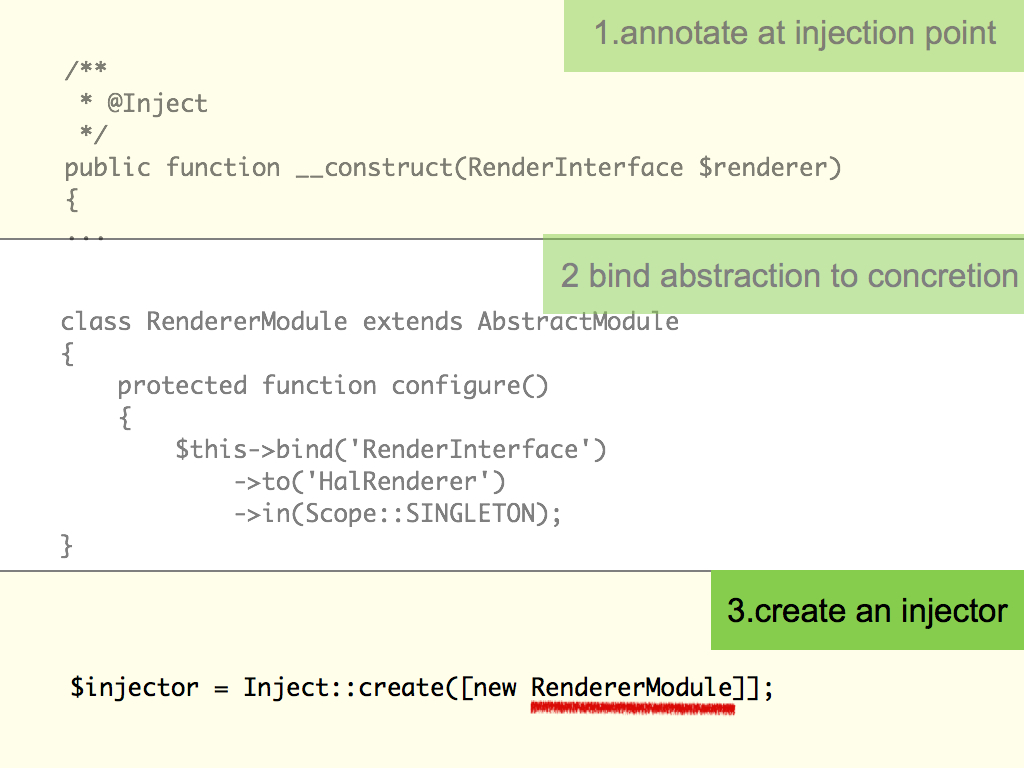 1.annotate at injection point
/**
 * @Inject
 */
public function __construct(RenderInterface $renderer)
{
...
2 bind abstraction to concretion
class RendererModule extends AbstractModule
{
    protected function configure()
    {
        $this->bind('RenderInterface')
            ->to('HalRenderer')
            ->in(Scope::SINGLETON);
}
3.create an injector
$injector = Inject::create([new RendererModule]];